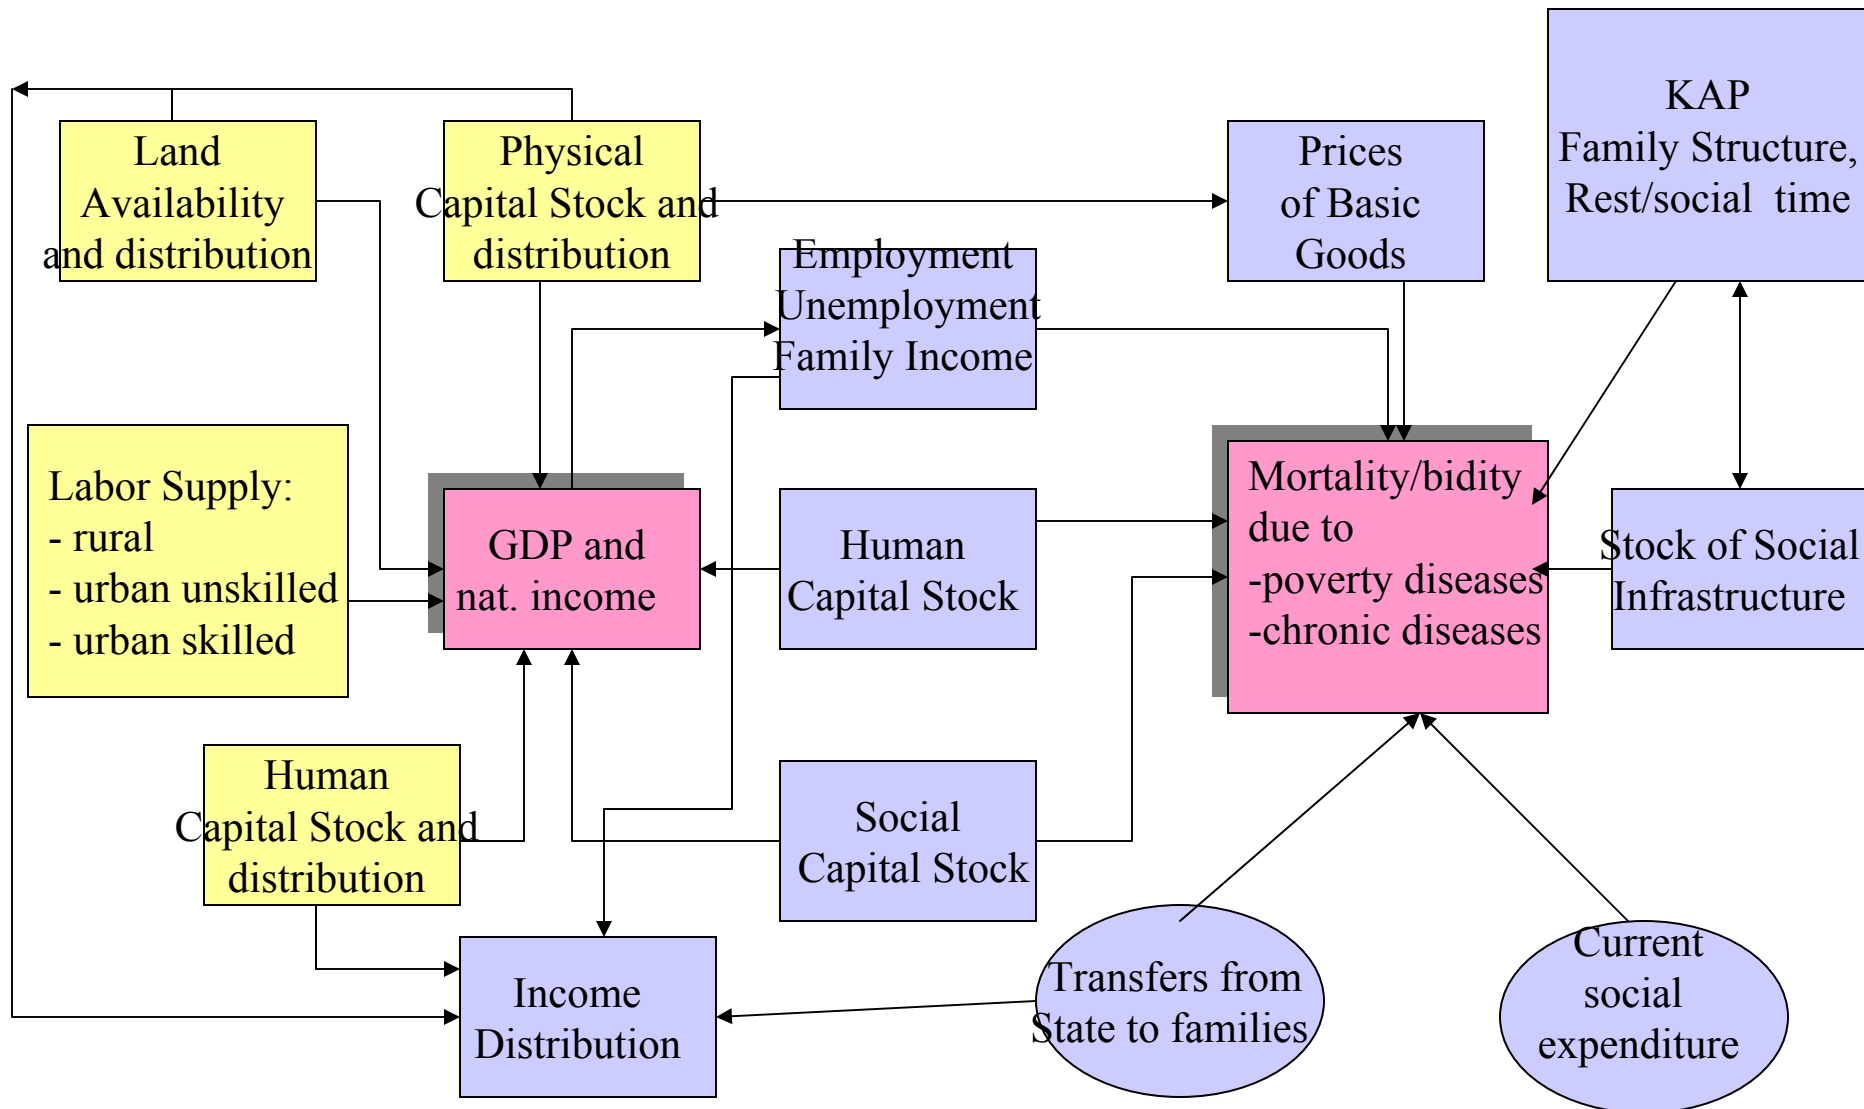 Land
Availability
and distribution
Physical
Capital Stock and
distribution
Prices
of Basic
Goods
KAP
Family Structure,
Rest/social time
Employment
Unemployment
Family Income
Labor Supply:
- rural
- urban unskilled
- urban skilled
GDP and
nat. income
Human
Capital Stock
Mortality/bidity
due to
-poverty diseases
-chronic diseases
Stock of Social
Infrastructure
Human
Capital Stock and
distribution
Social
Capital Stock
Income
Distribution
Transfers from
State to families
Current
social
expenditure